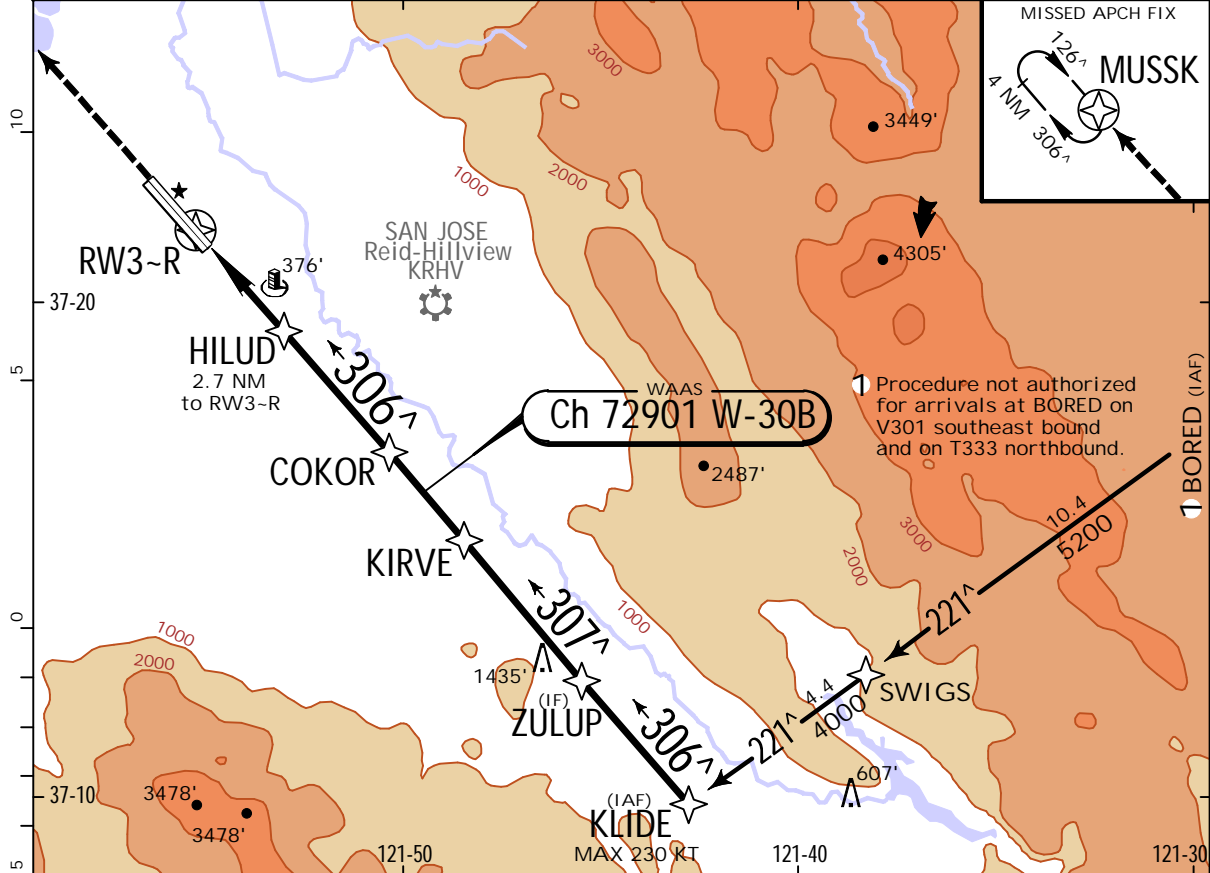 MISSED APCH FIX
126^
MUSSK
4 NM
306^
3000
3449'
10
1000
2000
SAN JOSE
Reid-Hillview
KRHV
RW3~R
376'
4305'
37-20
HILUD
2.7 NM
to RW3~R
306^
5
WAAS
Ch 72901 W-30B
1 Procedure not authorized
for arrivals at BORED on
V301 southeast bound
and on T333 northbound.
1 BORED (IAF)
COKOR
2487'
10.4
5200
3000
2000
KIRVE
307^
1000
221^
0
1000
2000
1435'
(IF)
ZULUP
SWIGS
4.4
4000
221^
306^
607'
37-10
3478'
3478'
(IAF)
KLIDE
MAX 230 KT
5
121-50
121-40
121-30